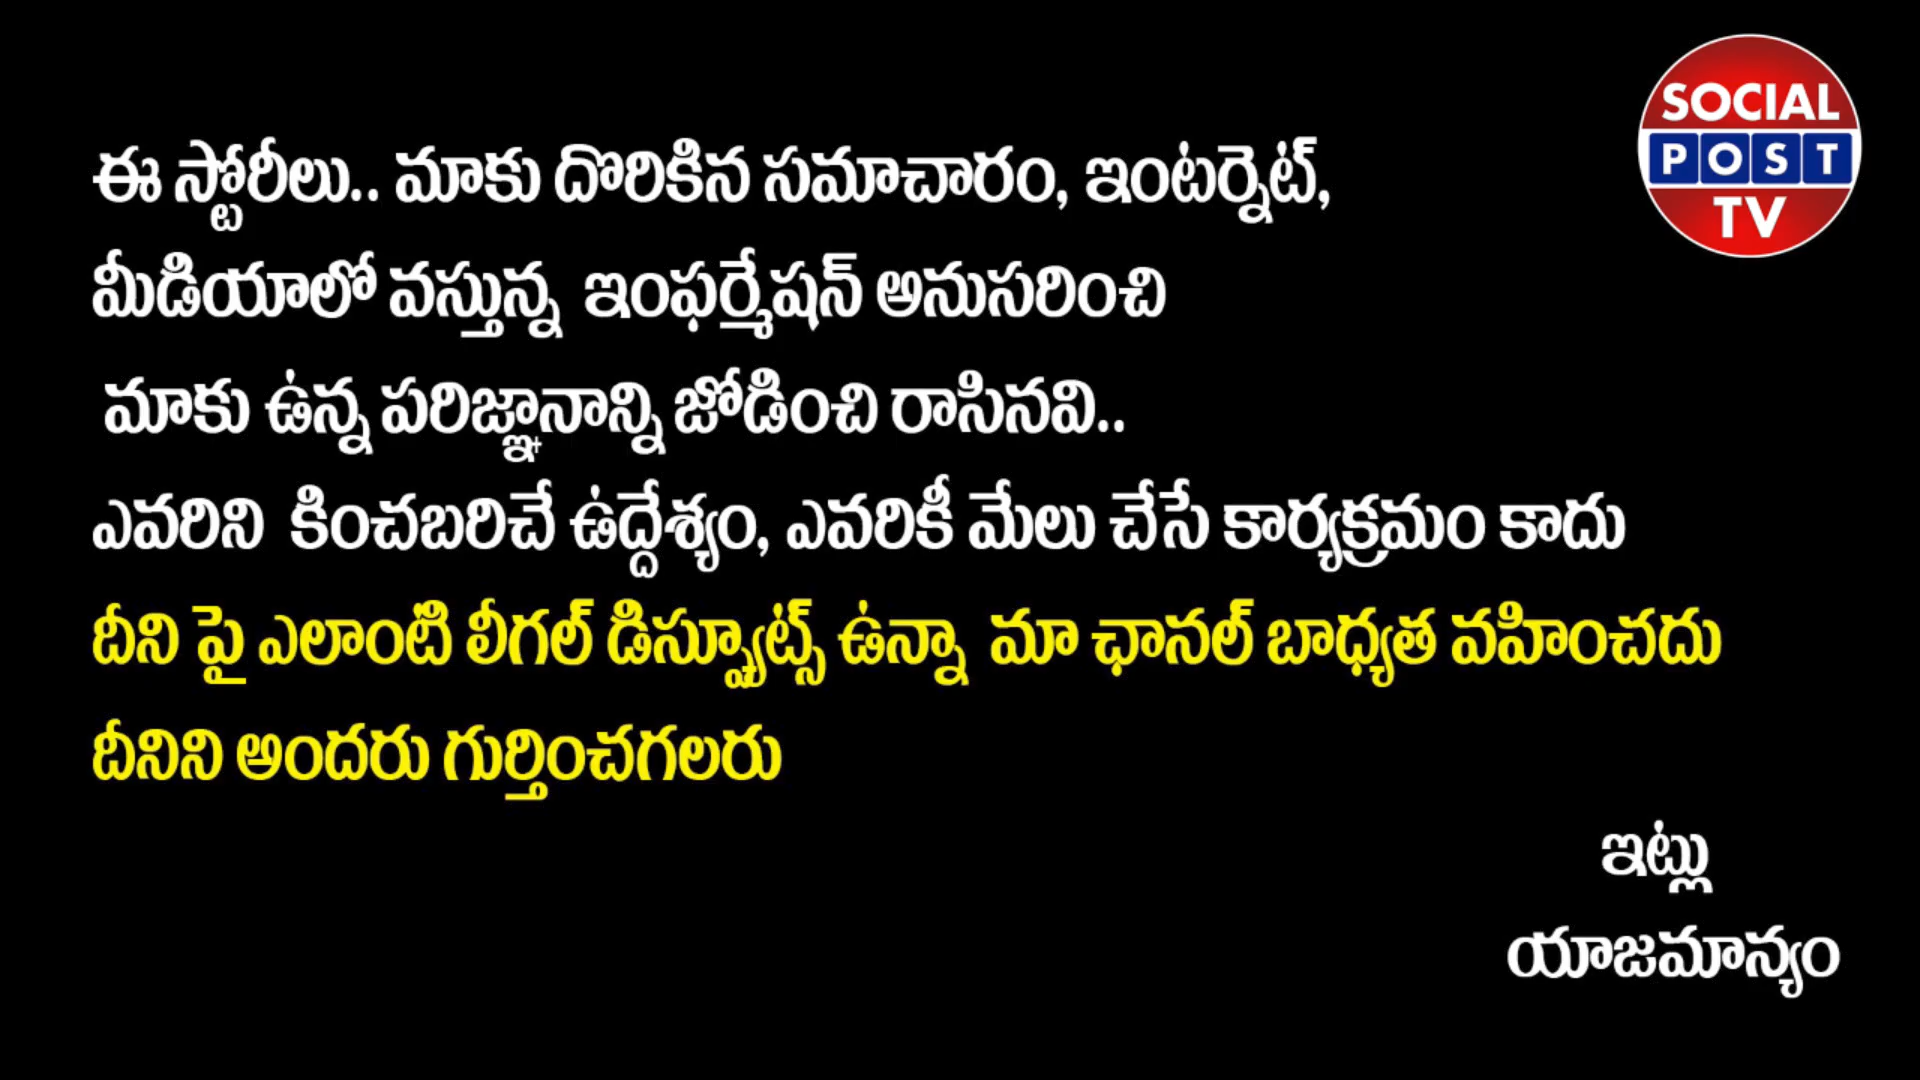 SOCIAL
POST
TV
ఈ స్టోరీలు.. మాకు దొరికిన సమాచారం, ఇంటర్నెట్,
మీడియాలో వస్తున్న ఇంఫర్మేషన్ అనుసరించి
మాకు ఉన్న పరిజ్ఞానాన్ని జోడించి రాసినవి..
ఎవరిని కించబరిచే ఉద్దేశ్యం, ఎవరికీ మేలు చేసే కార్యక్రమం కాదు
దీని పై ఎలాంటి లీగల్ డిస్ప్యూట్స్ ఉన్నా మా ఛానల్ బాధ్యత వహించదు
దీనిని అందరు గుర్తించగలరు
ఇట్లు
యాజమాన్యం